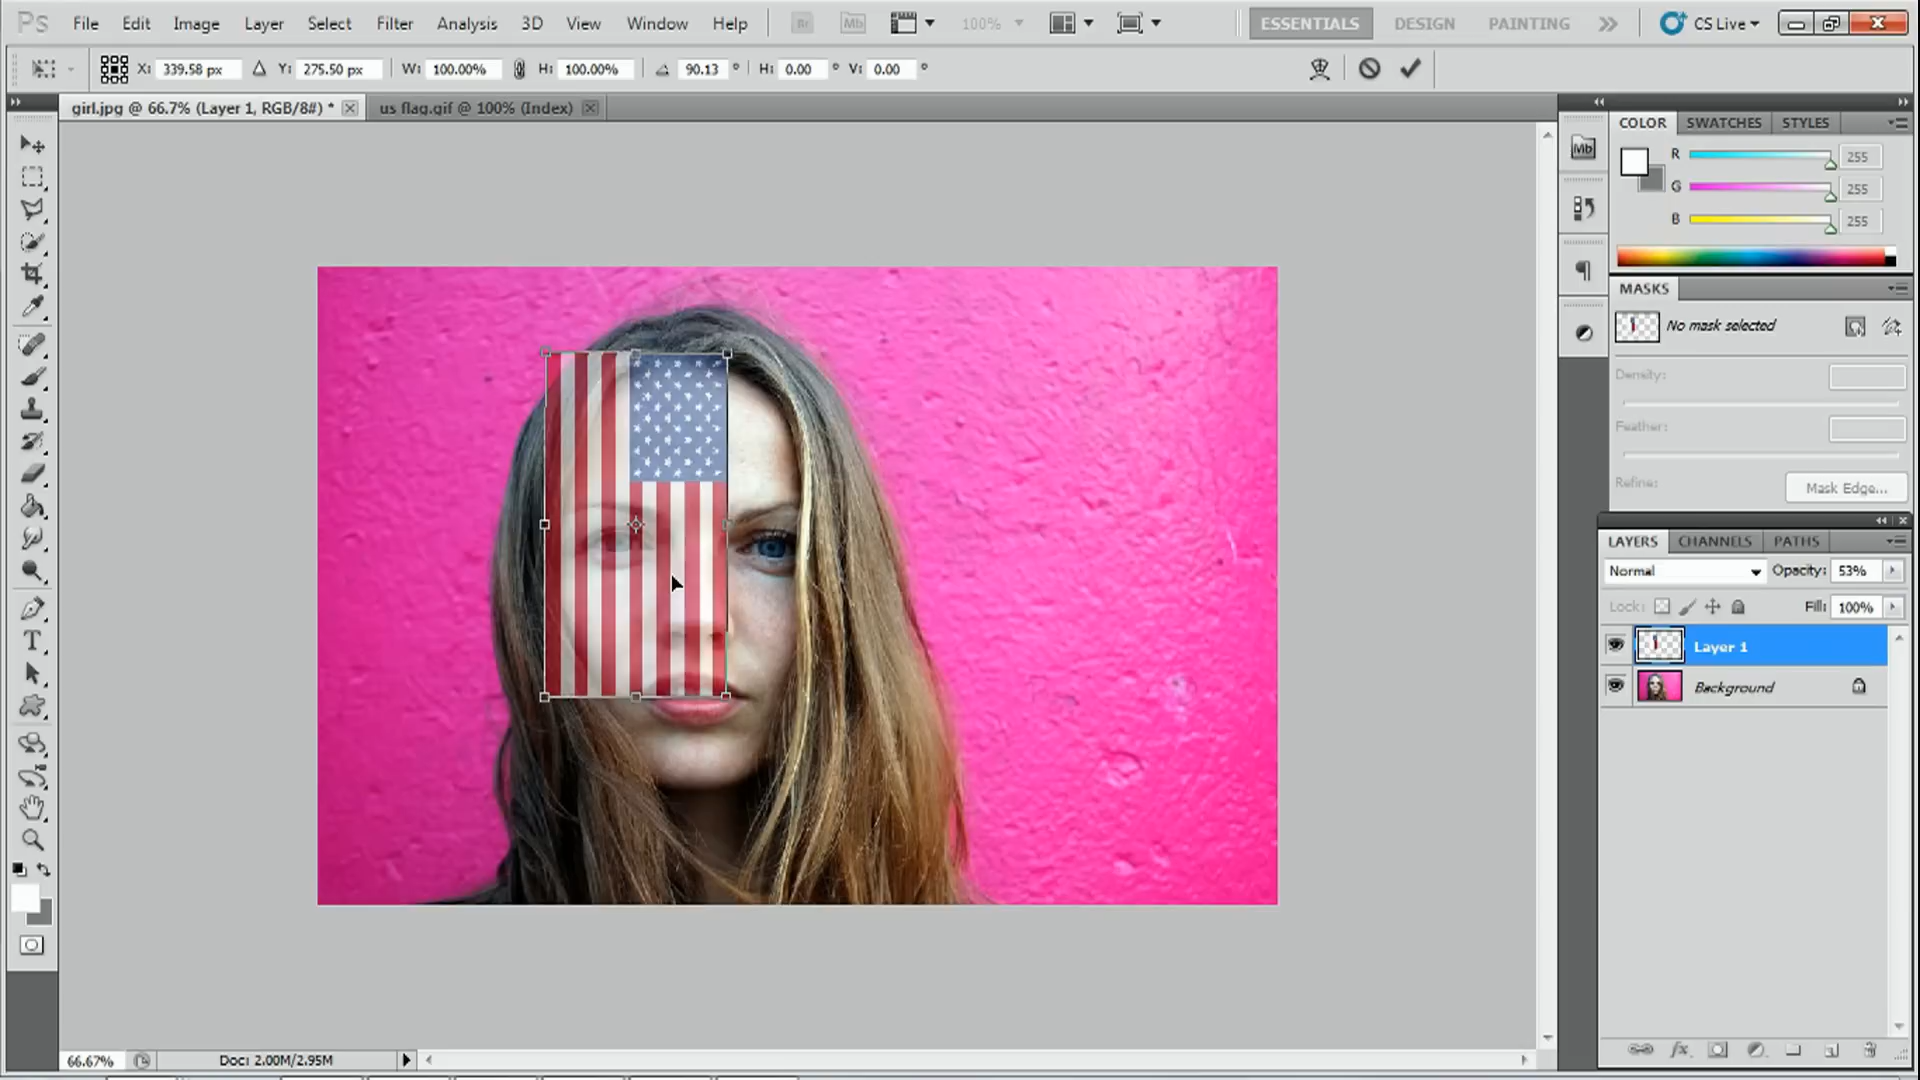 Ps File Edit Image Layer Select Filter Analysis 3D View Window Help Br Mb 100% ESSENTIALS DESIGN PAINTING CS Live
X: 339.58 px Y: 275.50 px W: 100.00% H: 100.00% 90.13 ° H: 0.00 ° V: 0.00 °
girl.jpg @ 66.7% (Layer 1, RGB/8#) * us flag.gif @ 100% (Index)
COLOR SWATCHES STYLES
Mb
R 255
G 255
B 255
MASKS
No mask selected
Density:
Feather:
Refine: Mask Edge...
LAYERS CHANNELS PATHS
Normal Opacity: 53%
Lock: Fill: 100%
Layer 1
Background
T
fx
66.67% Doc: 2.00M/2.95M